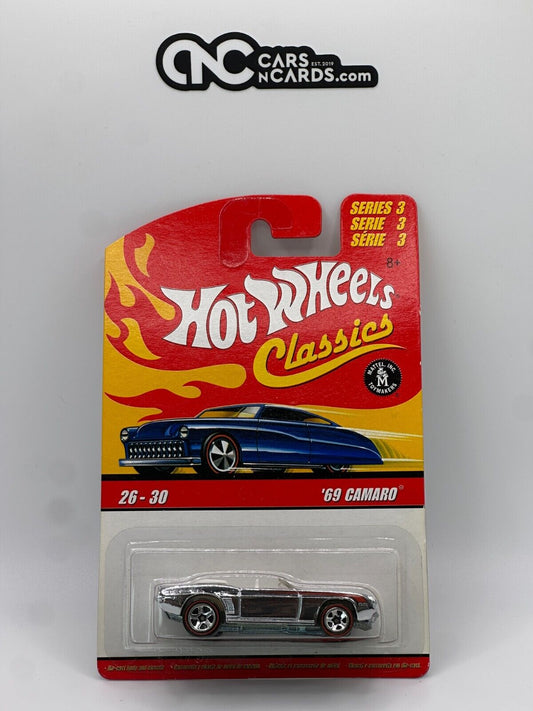 CNC CARS
EST. 2019
NCARDS.com
SERIES 3
SERIE 3
SÉRIE 3
8+
HOT WHEELS
Classics
MATTEL, INC.
M
TOYMAKERS
26 - 30
'69 CAMARO